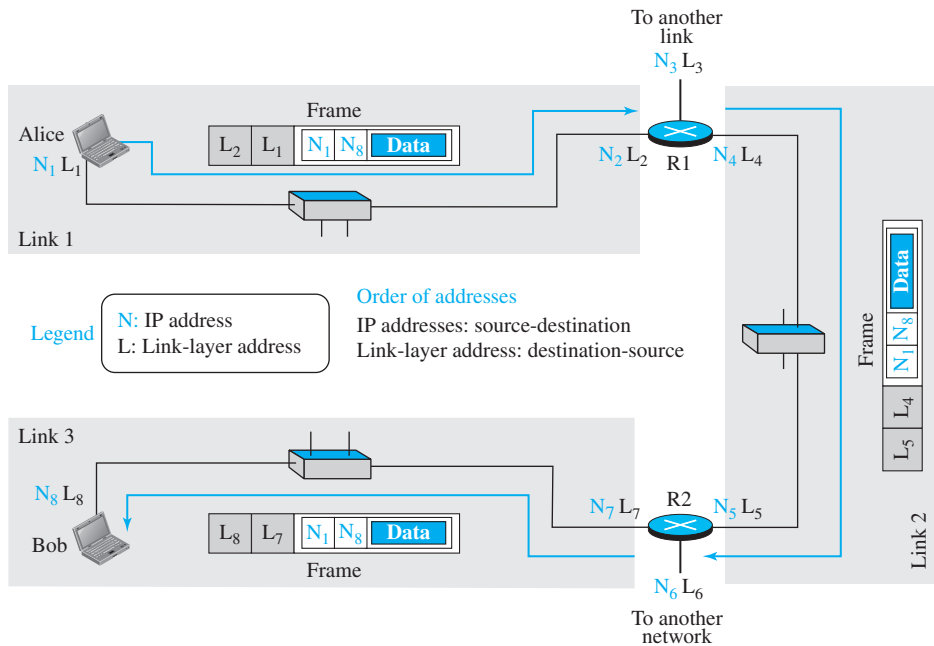 To another
link
N₃ L₃
Frame
Alice
L₂ L₁ N₁ N₈ Data
N₁ L₁
N₂ L₂
R1
N₄ L₄
Link 1
Legend
N: IP address
L: Link-layer address
Order of addresses
IP addresses: source-destination
Link-layer address: destination-source
Frame
L₅ L₄ N₁ N₈ Data
Link 2
Link 3
N₈ L₈
Bob
N₇ L₇
R2
N₅ L₅
L₈ L₇ N₁ N₈ Data
Frame
N₆ L₆
To another
network